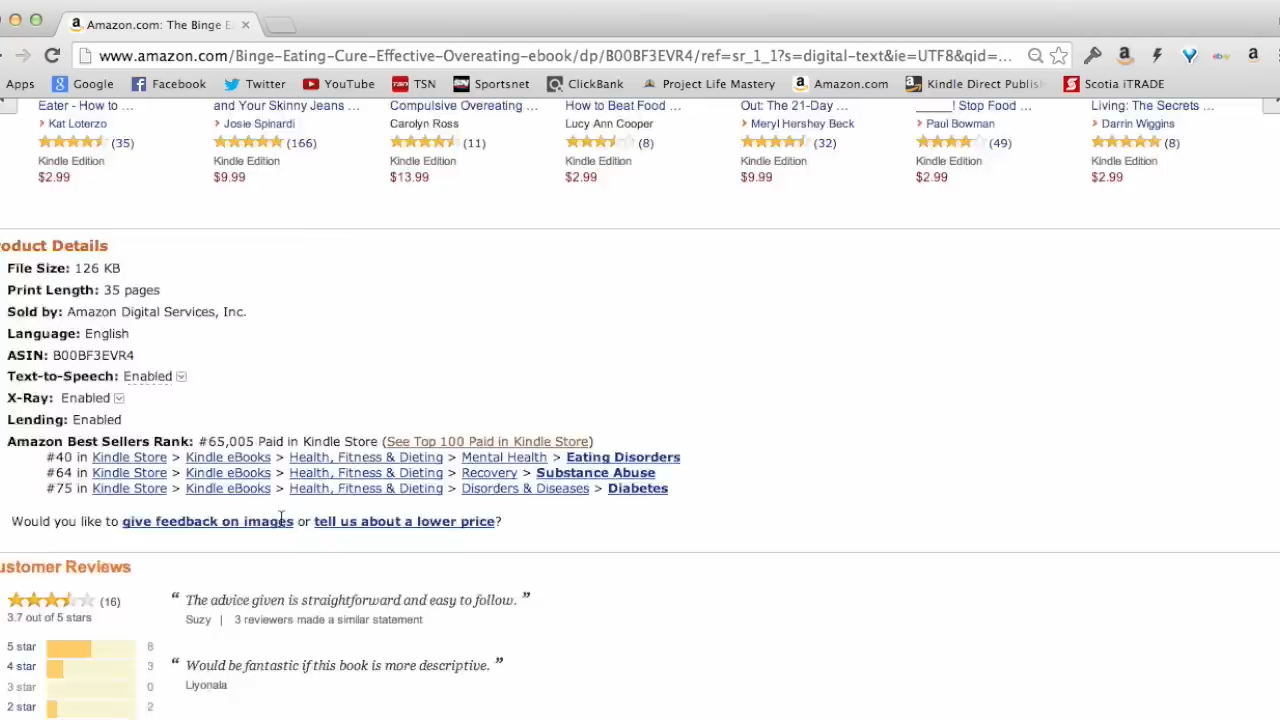 Amazon.com: The Binge E
www.amazon.com/Binge-Eating-Cure-Effective-Overeating-ebook/dp/B00BF3EVR4/ref=sr_1_1?s=digital-text&ie=UTF8&qid=...
Apps Google Facebook Twitter YouTube TSN Sportsnet ClickBank Project Life Mastery Amazon.com Kindle Direct Publis Scotia iTRADE
Eater - How to ... and Your Skinny Jeans ... Compulsive Overeating ... How to Beat Food ... Out: The 21-Day ... _____! Stop Food ... Living: The Secrets ...
Kat Loterzo Josie Spinardi Carolyn Ross Lucy Ann Cooper Meryl Hershey Beck Paul Bowman Darrin Wiggins
(35) (166) (11) (8) (32) (49) (8)
Kindle Edition Kindle Edition Kindle Edition Kindle Edition Kindle Edition Kindle Edition Kindle Edition
$2.99 $9.99 $13.99 $2.99 $9.99 $2.99 $2.99
roduct Details
File Size: 126 KB
Print Length: 35 pages
Sold by: Amazon Digital Services, Inc.
Language: English
ASIN: B00BF3EVR4
Text-to-Speech: Enabled
X-Ray: Enabled
Lending: Enabled
Amazon Best Sellers Rank: #65,005 Paid in Kindle Store (See Top 100 Paid in Kindle Store)
#40 in Kindle Store > Kindle eBooks > Health, Fitness & Dieting > Mental Health > Eating Disorders
#64 in Kindle Store > Kindle eBooks > Health, Fitness & Dieting > Recovery > Substance Abuse
#75 in Kindle Store > Kindle eBooks > Health, Fitness & Dieting > Disorders & Diseases > Diabetes
Would you like to give feedback on images or tell us about a lower price?
ustomer Reviews
(16)
3.7 out of 5 stars
5 star 8
4 star 3
3 star 0
2 star 2
“ The advice given is straightforward and easy to follow. ”
Suzy | 3 reviewers made a similar statement
“ Would be fantastic if this book is more descriptive. ”
Liyonala